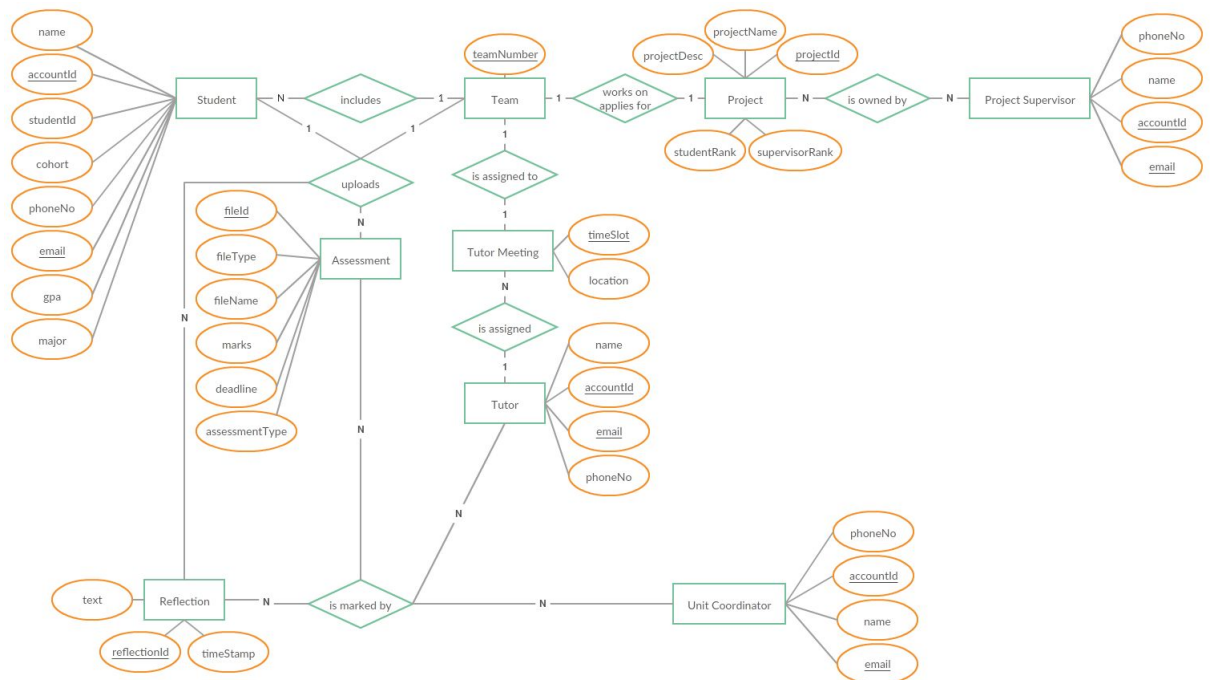 name
accountId
studentId
cohort
phoneNo
email
gpa
major
Student
N
includes
1
teamNumber
Team
1
works on
applies for
1
projectDesc
projectName
projectId
Project
studentRank
supervisorRank
N
is owned by
N
Project Supervisor
phoneNo
name
accountId
email
1
1
uploads
N
N
fileId
fileType
fileName
marks
deadline
assessmentType
Assessment
N
1
is assigned to
1
Tutor Meeting
timeSlot
location
N
is assigned
1
Tutor
name
accountId
email
phoneNo
N
text
Reflection
reflectionId
timeStamp
N
is marked by
N
Unit Coordinator
phoneNo
accountId
name
email